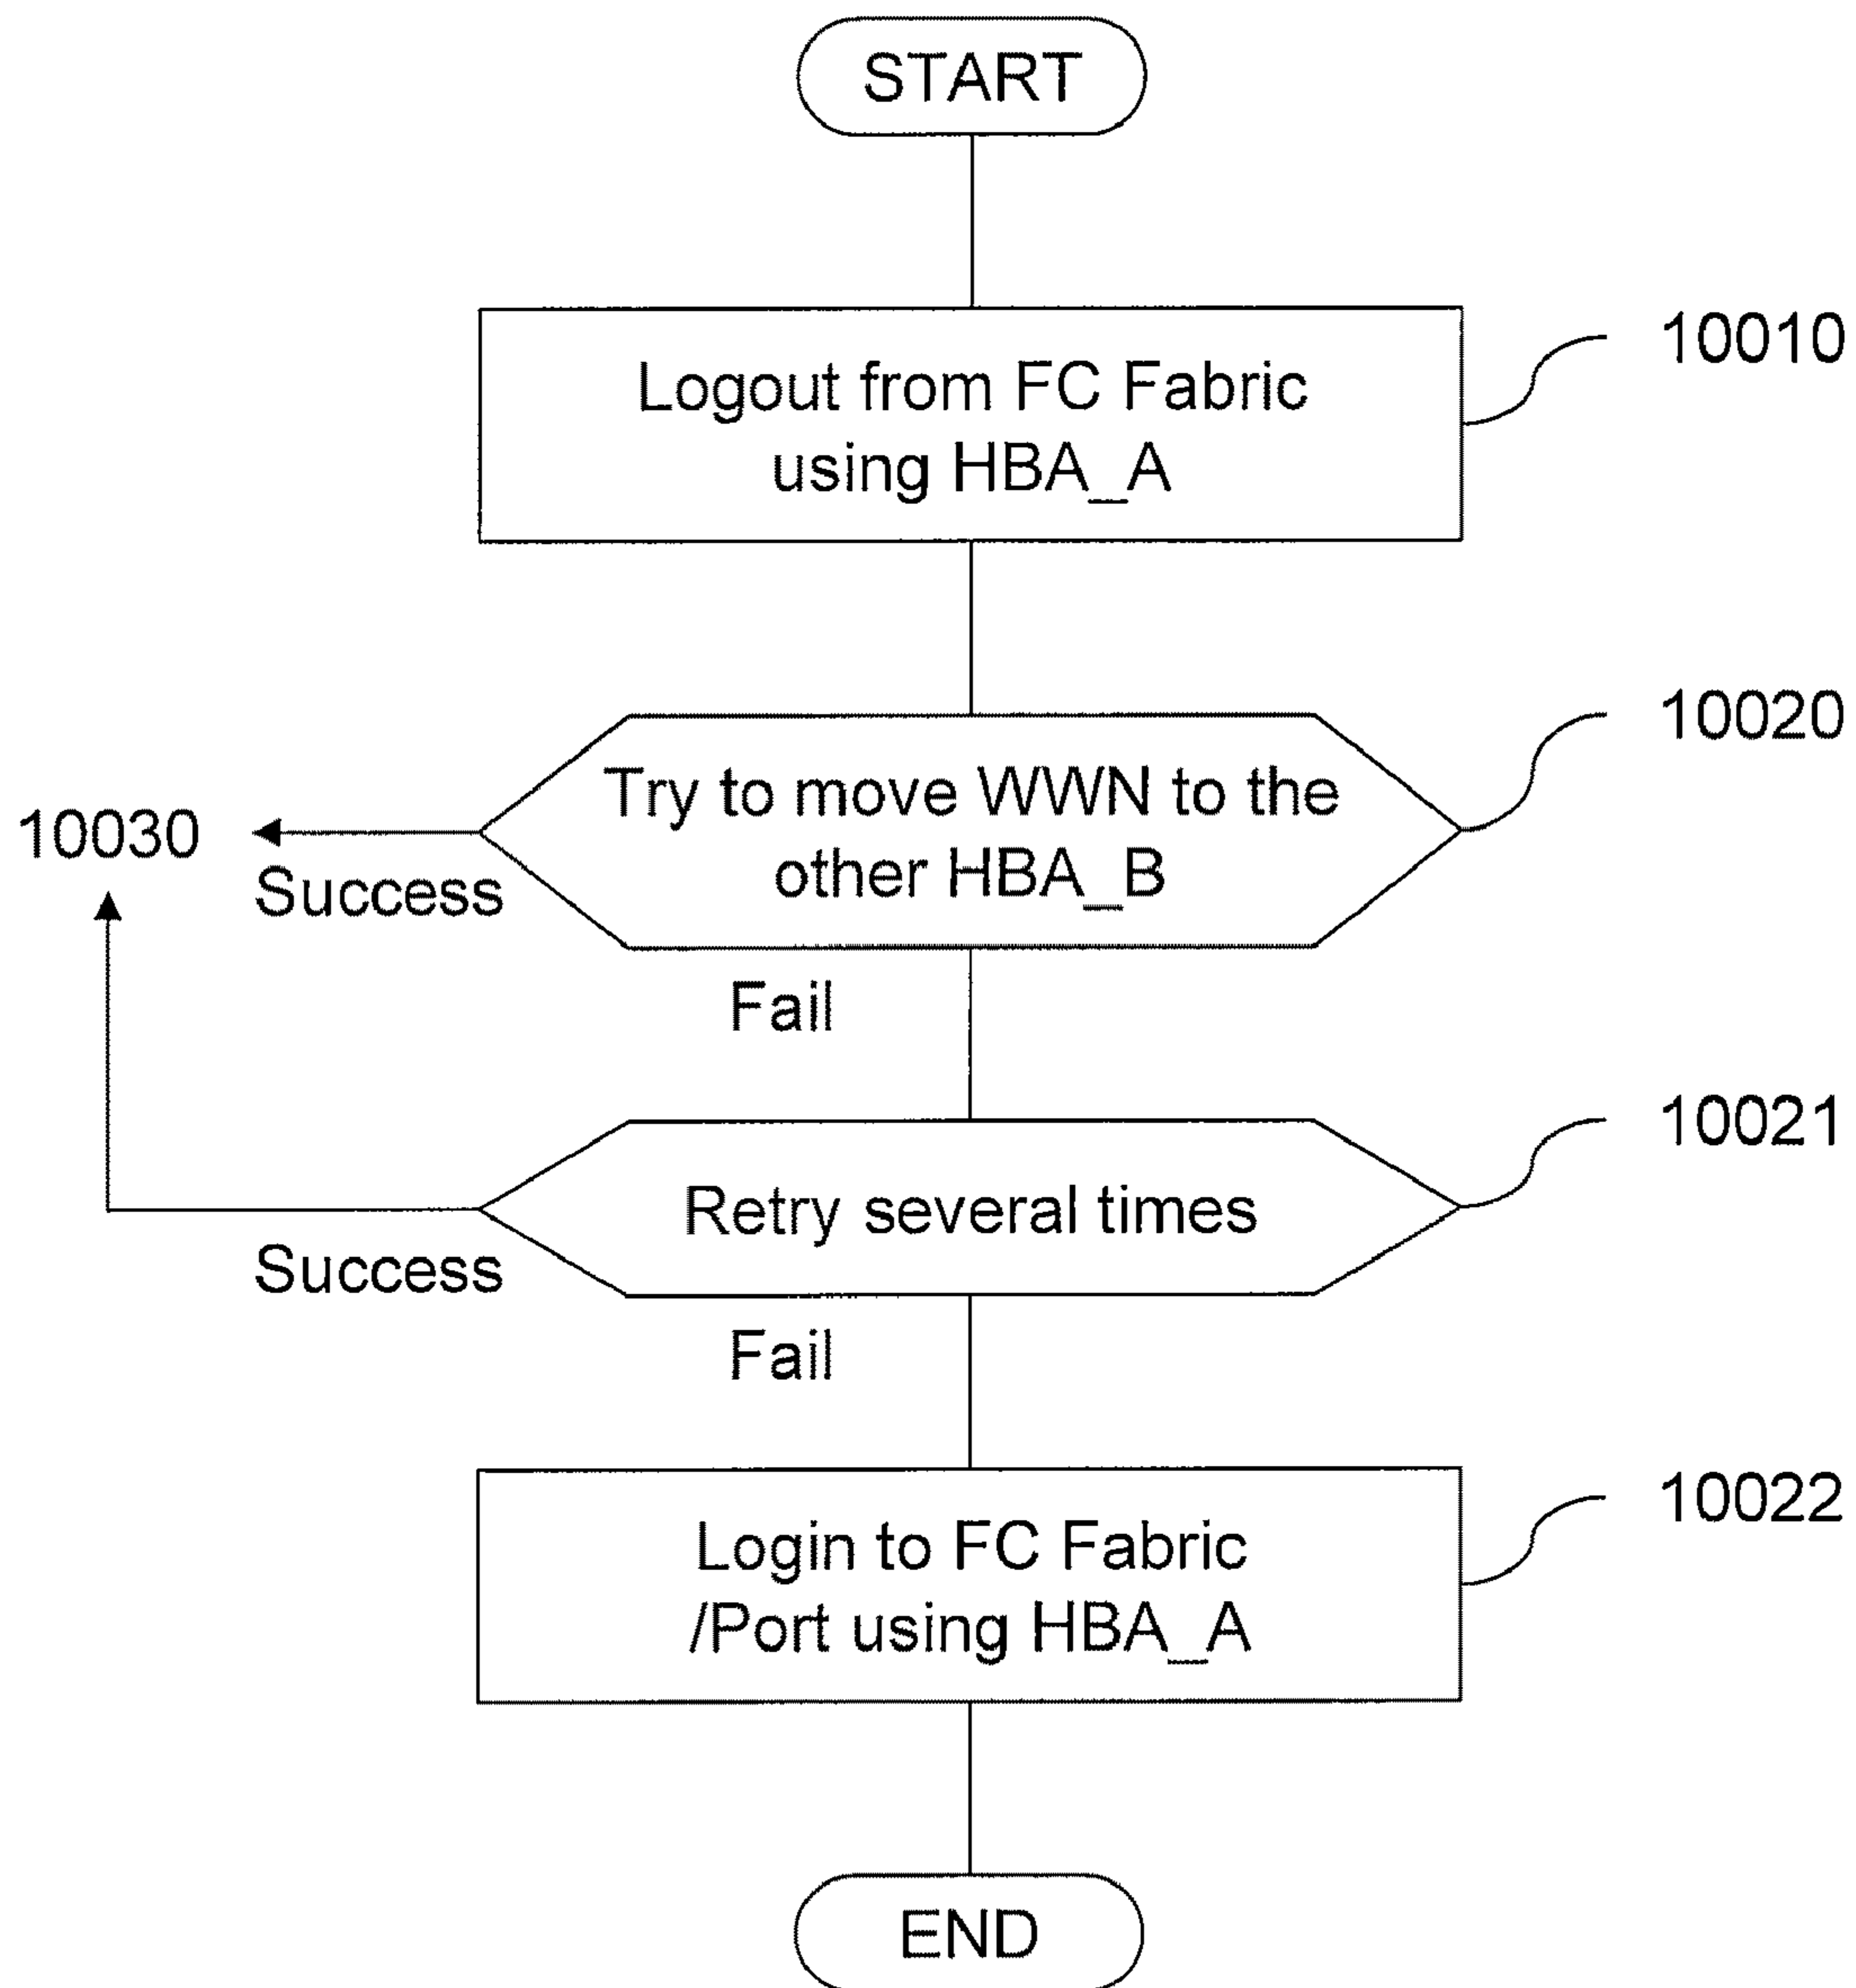 START
Logout from FC Fabric
using HBA_A
10010
Try to move WWN to the
other HBA_B
10020
10030
Success
Fail
Retry several times
10021
Success
Fail
Login to FC Fabric
/Port using HBA_A
10022
END